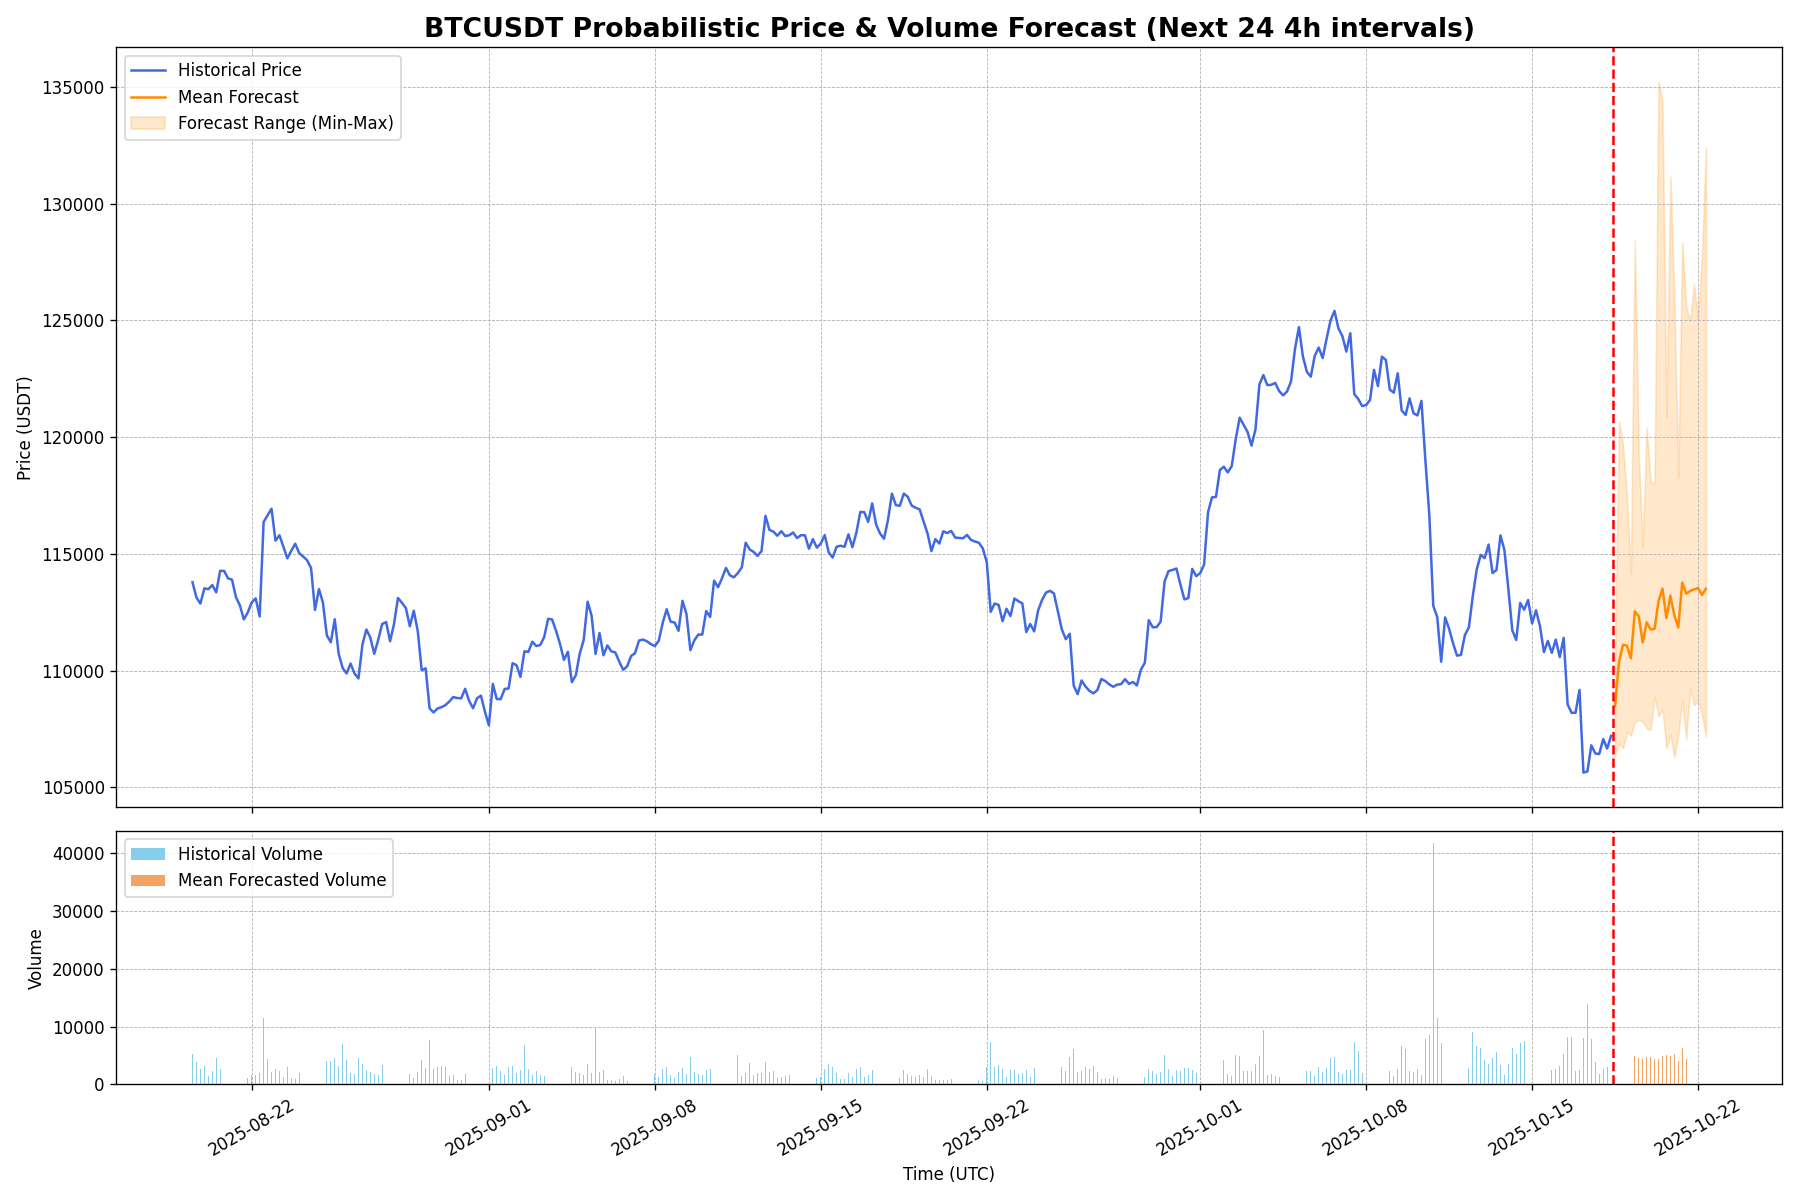 BTCUSDT Probabilistic Price & Volume Forecast (Next 24 4h intervals)
Historical Price
Mean Forecast
Forecast Range (Min-Max)
Price (USDT)
135000
130000
125000
120000
115000
110000
105000
Historical Volume
Mean Forecasted Volume
Volume
40000
30000
20000
10000
0
2025-08-22
2025-09-01
2025-09-08
2025-09-15
2025-09-22
2025-10-01
2025-10-08
2025-10-15
2025-10-22
Time (UTC)